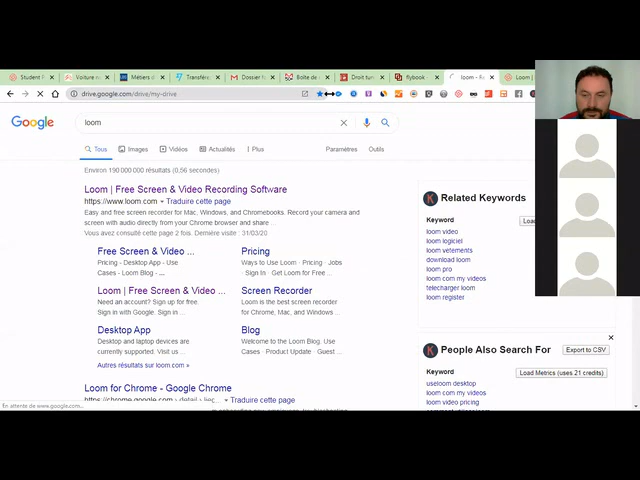 Student
Voiture
Métiers d
Transféré
Gmail
Dossier
Boîte de
Droit
flybook
loom - R
Loom |
drive.google.com/drive/my-drive
Google
loom
Tous
Images
Vidéos
Actualités
Plus
Paramètres
Outils
Environ 190 000 000 résultats (0,56 secondes)
Loom | Free Screen & Video Recording Software
https://www.loom.com Traduire cette page
Easy and free screen recorder for Mac, Windows, and Chromebooks. Record your camera
and screen with audio directly from your Chrome browser and share ...
Vous avez consulté cette page 2 fois. Dernière visite : 31/03/20
Free Screen & Video ...
Pricing - Desktop App - Use
Cases - Loom Blog - ...
Pricing
Ways to Use Loom · Pricing · Jobs
· Sign In · Get Loom for Free ...
Loom | Free Screen & Video ...
Need an account? Sign up for free.
Sign in with Google. Sign in ...
Screen Recorder
Loom is the best screen recorder
for Chrome, Mac, and Windows...
Desktop App
Desktop and laptop devices are
currently supported. Visit us ...
Blog
Welcome to the Loom Blog. Use
Cases · Product Update · Guest ...
Autres résultats sur loom.com »
Loom for Chrome - Google Chrome
https://chrome.google.com › detail Traduire cette page
Related Keywords
Keyword
loom video
loom logiciel
loom vetements
download loom
loom pro
loom com my videos
telecharger loom
loom register
People Also Search For
Export to CSV
Keyword
Load Metrics (uses 21 credits)
useloom desktop
loom com my videos
loom video pricing
En attente de www.google.com...